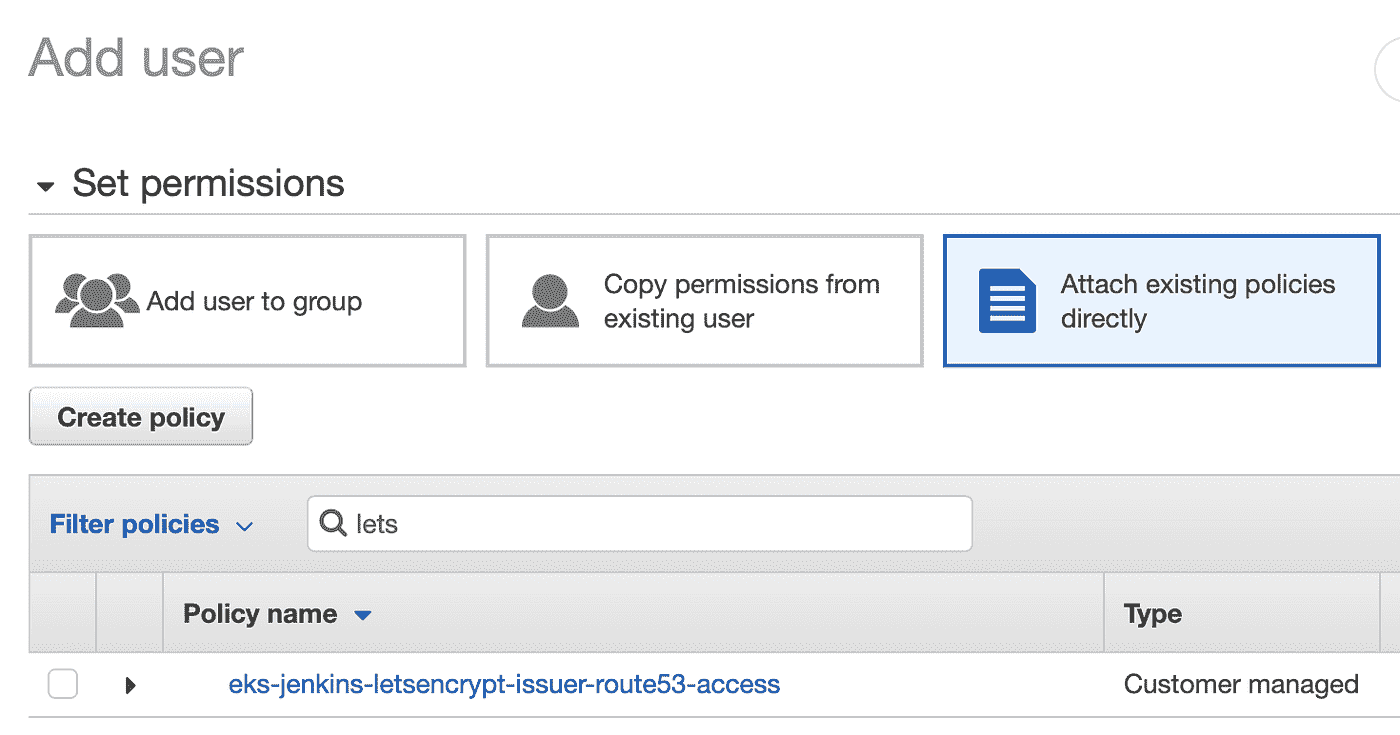 Add user
Set permissions
Add user to group
Copy permissions from
existing user
Attach existing policies
directly
Create policy
Filter policies
lets
Policy name
Type
eks-jenkins-letsencrypt-issuer-route53-access
Customer managed